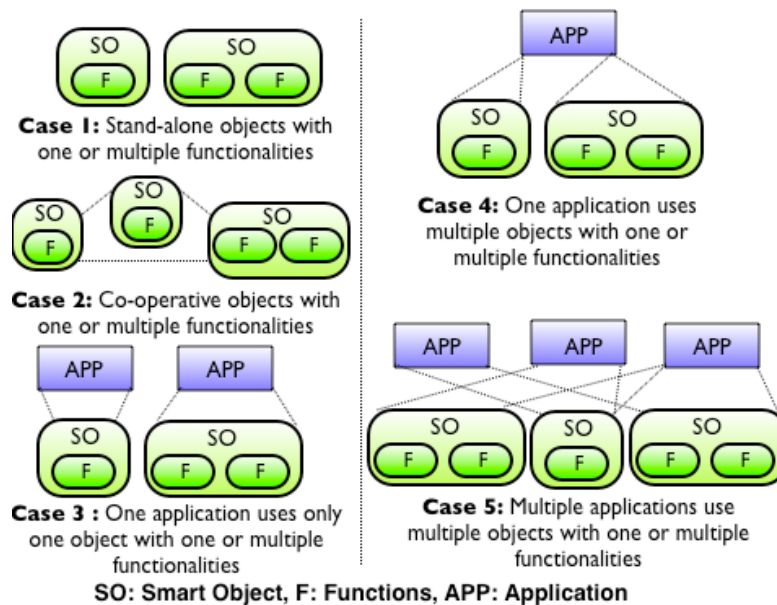 SO SO
F F F
Case 1: Stand-alone objects with
one or multiple functionalities
SO
SO F SO
F F F
Case 2: Co-operative objects with
one or multiple functionalities
APP APP
SO SO
F F F
Case 3 : One application uses only
one object with one or multiple
functionalities
APP
SO SO
F F F
Case 4: One application uses
multiple objects with one or
multiple functionalities
APP APP APP
SO SO SO
F F F F F
Case 5: Multiple applications use
multiple objects with one or multiple
functionalities
SO: Smart Object, F: Functions, APP: Application